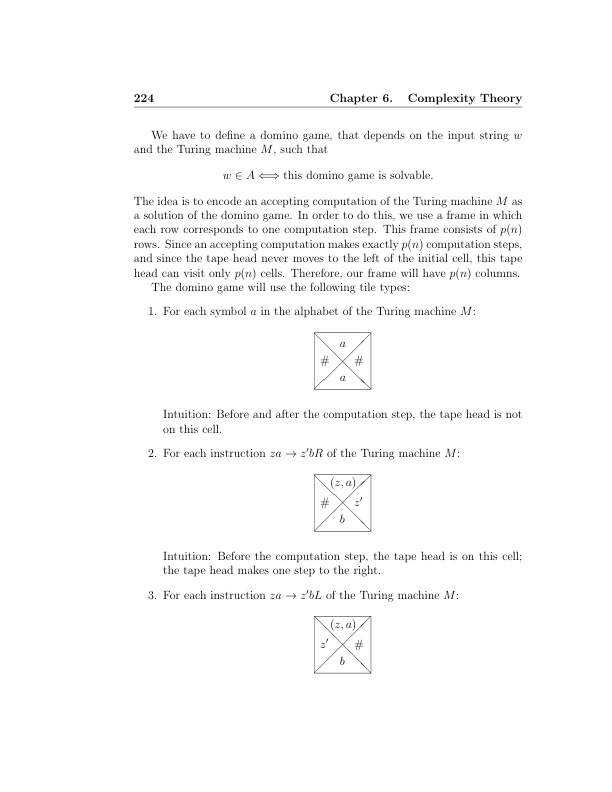 224 Chapter 6. Complexity Theory
We have to define a domino game, that depends on the input string w
and the Turing machine M, such that
w ∈ A ⟺ this domino game is solvable.
The idea is to encode an accepting computation of the Turing machine M as
a solution of the domino game. In order to do this, we use a frame in which
each row corresponds to one computation step. This frame consists of p(n)
rows. Since an accepting computation makes exactly p(n) computation steps,
and since the tape head never moves to the left of the initial cell, this tape
head can visit only p(n) cells. Therefore, our frame will have p(n) columns.
The domino game will use the following tile types:
1. For each symbol a in the alphabet of the Turing machine M:
a
# #
a
Intuition: Before and after the computation step, the tape head is not
on this cell.
2. For each instruction za → z′bR of the Turing machine M:
(z, a)
# z′
b
Intuition: Before the computation step, the tape head is on this cell;
the tape head makes one step to the right.
3. For each instruction za → z′bL of the Turing machine M:
(z, a)
z′ #
b